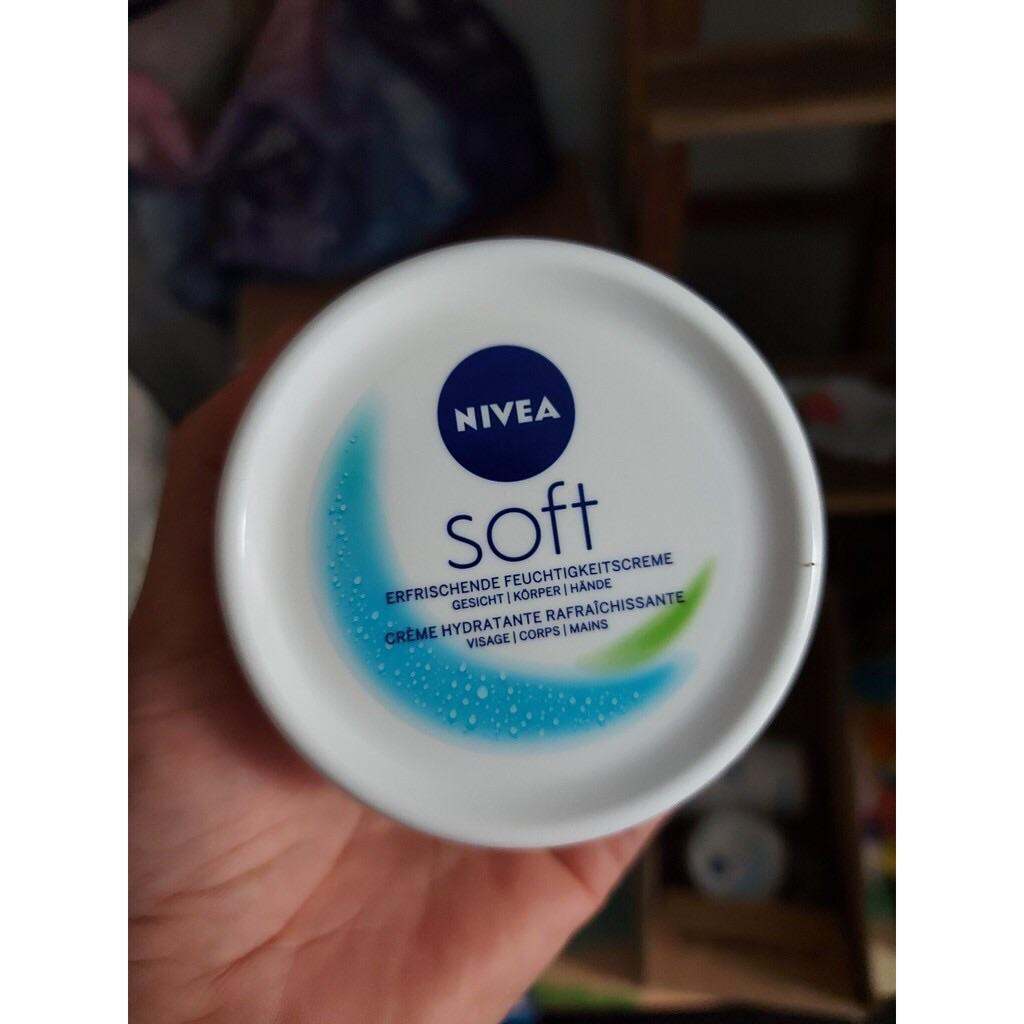 NIVEA
soft
ERFRISCHENDE FEUCHTIGKEITSCREME
GESICHT | KÖRPER | HÄNDE
CRÈME HYDRATANTE RAFRAÎCHISSANTE
VISAGE | CORPS | MAINS